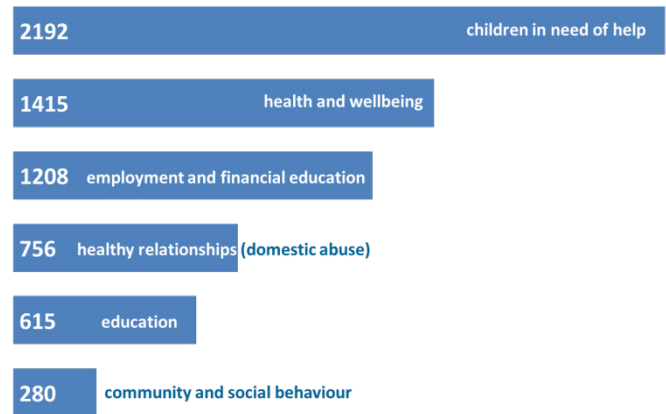 2192 children in need of help
1415 health and wellbeing
1208 employment and financial education
756 healthy relationships (domestic abuse)
615 education
280 community and social behaviour